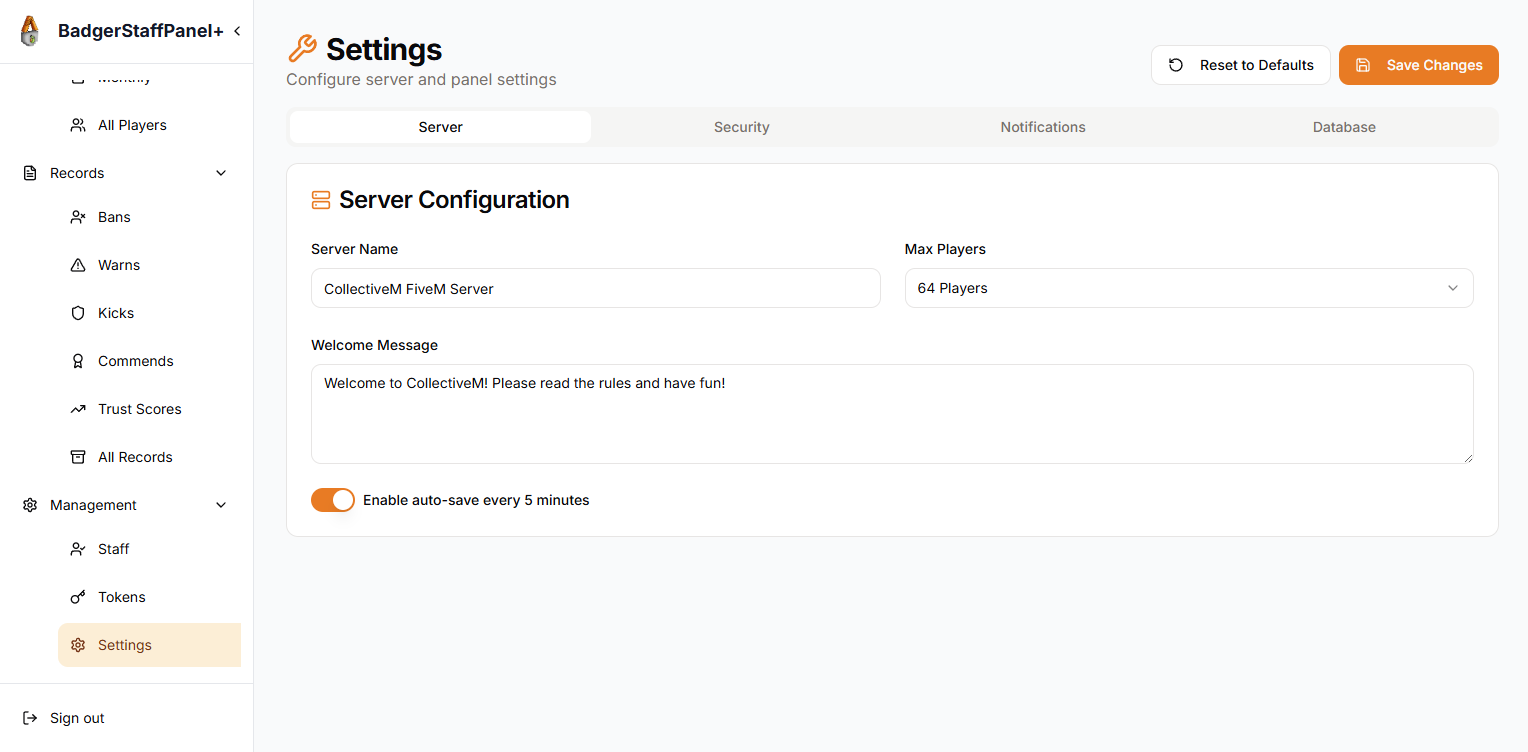 BadgerStaffPanel+
Monthly
All Players
Records
Bans
Warns
Kicks
Commends
Trust Scores
All Records
Management
Staff
Tokens
Settings
Sign out
Settings
Configure server and panel settings
Reset to Defaults
Save Changes
Server
Security
Notifications
Database
Server Configuration
Server Name
CollectiveM FiveM Server
Max Players
64 Players
Welcome Message
Welcome to CollectiveM! Please read the rules and have fun!
Enable auto-save every 5 minutes